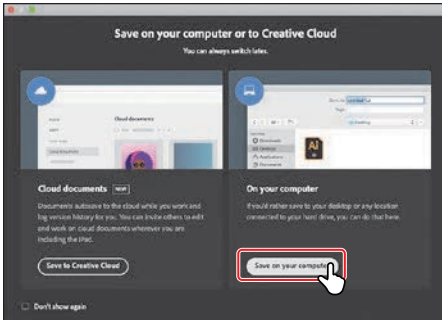 Save on your computer or to Creative Cloud
You can always switch later.
Cloud documents
Ai
Cloud documents NEW
Documents autosave to the cloud while you work and
log version history for you. You can invite others to edit
and work on cloud documents wherever you are
including the iPad.
Save to Creative Cloud
On your computer
If you'd rather save to your desktop or any location
connected to your hard drive, you can do that here.
Save on your computer
Don't show again